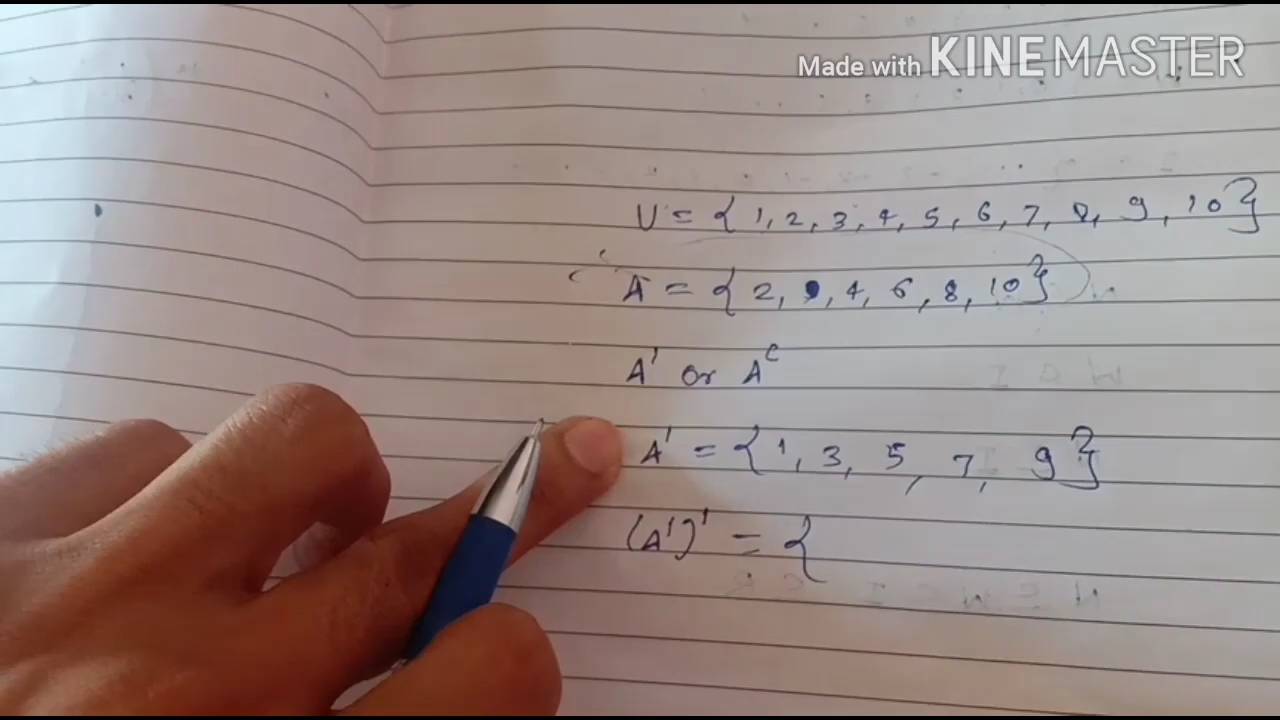 Made with KINEMASTER
U = { 1, 2, 3, 4, 5, 6, 7, 8, 9, 10 }
A = { 2, 4, 6, 8, 10 }
A' or A^c
A' = { 1, 3, 5, 7, 9 }
(A')' = {